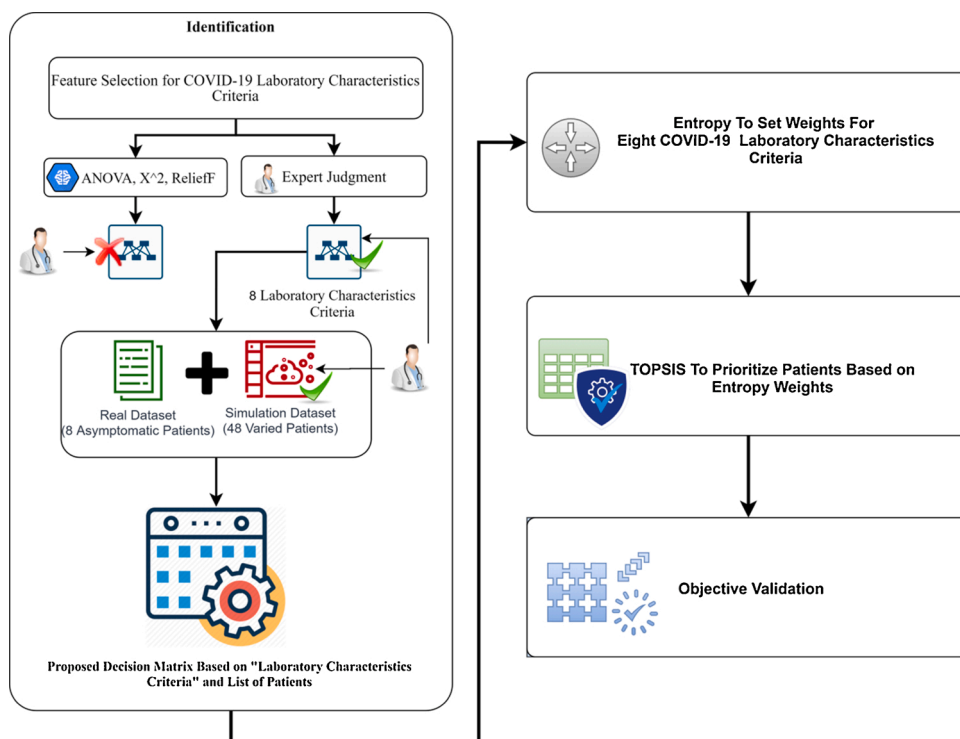 Identification
Feature Selection for COVID-19 Laboratory Characteristics
Criteria
ANOVA, X^2, ReliefF
Expert Judgment
8 Laboratory Characteristics
Criteria
Real Dataset
(8 Asymptomatic Patients)
Simulation Dataset
(48 Varied Patients)
Proposed Decision Matrix Based on "Laboratory Characteristics
Criteria" and List of Patients
Entropy To Set Weights For
Eight COVID-19 Laboratory Characteristics
Criteria
TOPSIS To Prioritize Patients Based on
Entropy Weights
Objective Validation